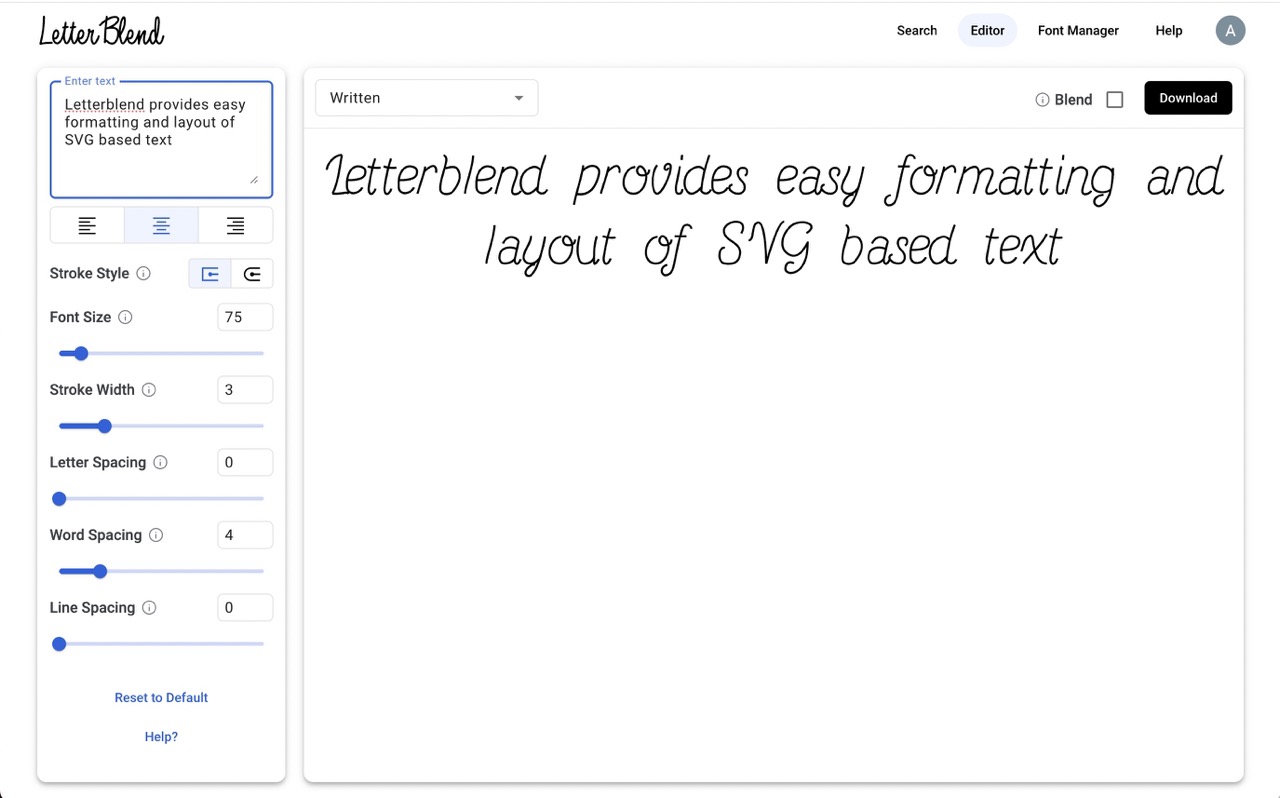 Letter Blend
Search
Editor
Font Manager
Help
A
Enter text
Letterblend provides easy
formatting and layout of
SVG based text
Stroke Style
Font Size
75
Stroke Width
3
Letter Spacing
0
Word Spacing
4
Line Spacing
0
Reset to Default
Help?
Written
Blend
Download
Letterblend provides easy formatting and
layout of SVG based text